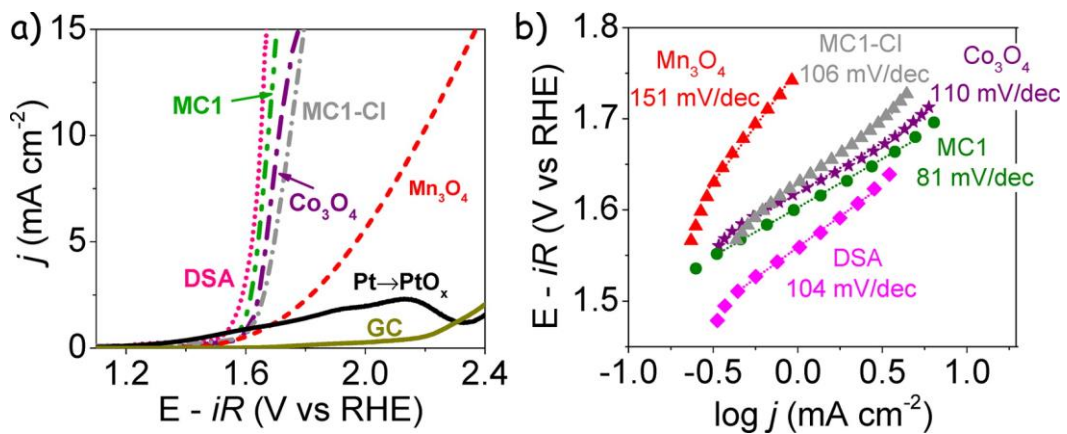 a)
j (mA cm⁻²)
15
10
5
0
MC1
MC1-Cl
Mn₃O₄
Co₃O₄
DSA
Pt→PtOₓ
GC
1.2 1.6 2.0 2.4
E - iR (V vs RHE)
b)
E - iR (V vs RHE)
1.8
1.7
1.6
1.5
Mn₃O₄
151 mV/dec
MC1-Cl
106 mV/dec
Co₃O₄
110 mV/dec
MC1
81 mV/dec
DSA
104 mV/dec
-1.0 -0.5 0.0 0.5 1.0
log j (mA cm⁻²)